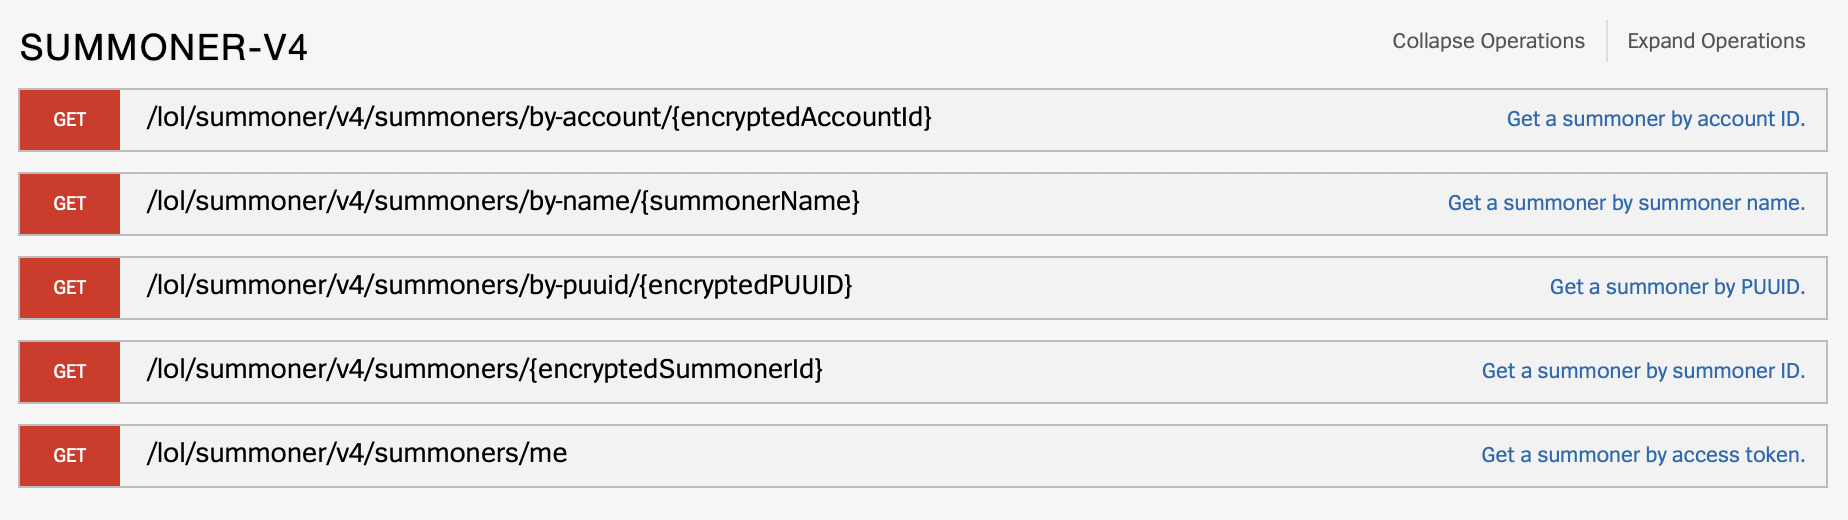 SUMMONER-V4
Collapse Operations Expand Operations
GET /lol/summoner/v4/summoners/by-account/{encryptedAccountId} Get a summoner by account ID.
GET /lol/summoner/v4/summoners/by-name/{summonerName} Get a summoner by summoner name.
GET /lol/summoner/v4/summoners/by-puuid/{encryptedPUUID} Get a summoner by PUUID.
GET /lol/summoner/v4/summoners/{encryptedSummonerId} Get a summoner by summoner ID.
GET /lol/summoner/v4/summoners/me Get a summoner by access token.